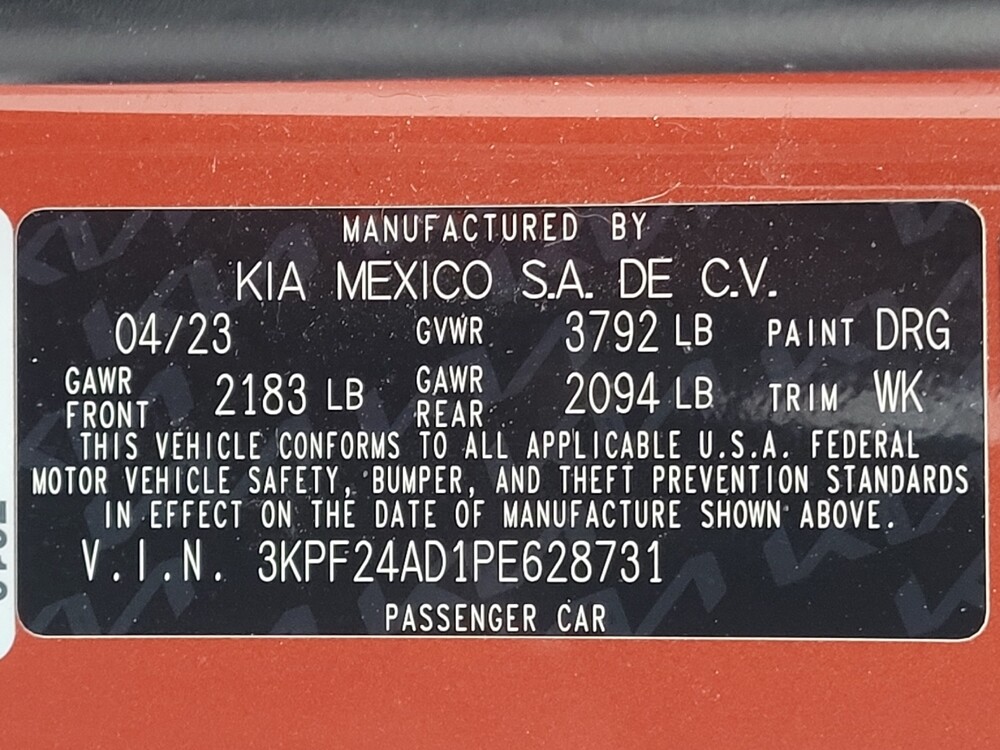 MANUFACTURED BY
KIA MEXICO S.A. DE C.V.
04/23 GVWR 3792 LB PAINT DRG
GAWR FRONT 2183 LB GAWR REAR 2094 LB TRIM WK
THIS VEHICLE CONFORMS TO ALL APPLICABLE U.S.A. FEDERAL
MOTOR VEHICLE SAFETY, BUMPER, AND THEFT PREVENTION STANDARDS
IN EFFECT ON THE DATE OF MANUFACTURE SHOWN ABOVE.
V.I.N. 3KPF24AD1PE628731
PASSENGER CAR